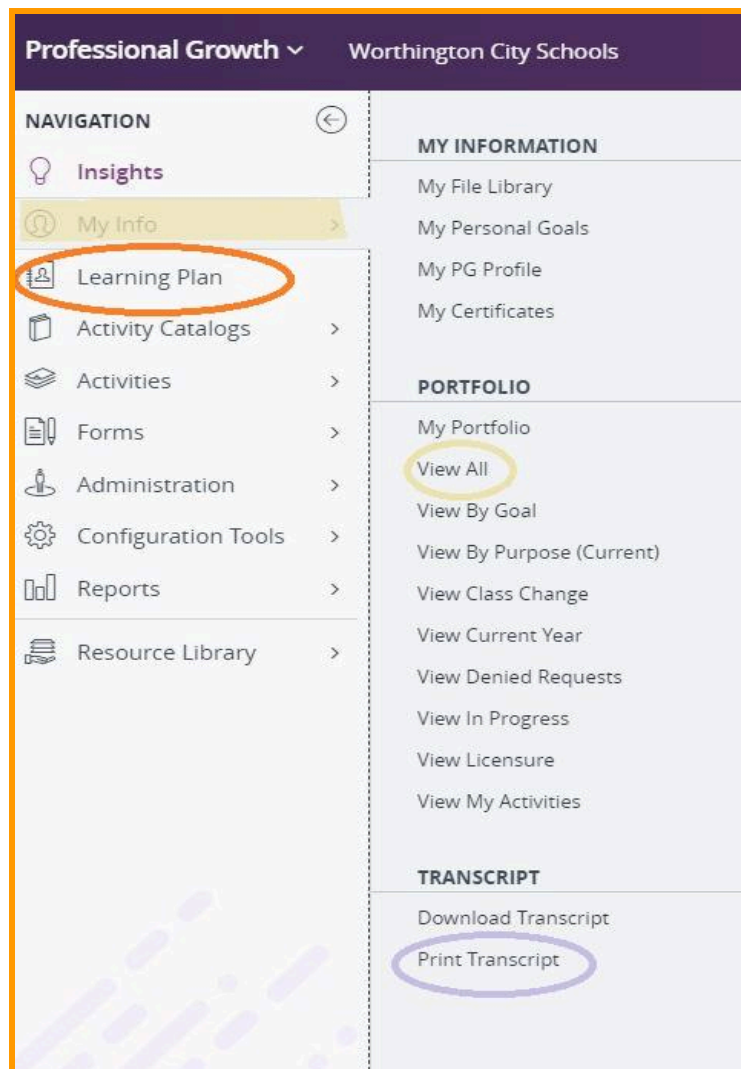 Professional Growth Worthington City Schools
NAVIGATION
Insights
My Info
Learning Plan
Activity Catalogs
Activities
Forms
Administration
Configuration Tools
Reports
Resource Library
MY INFORMATION
My File Library
My Personal Goals
My PG Profile
My Certificates
PORTFOLIO
My Portfolio
View All
View By Goal
View By Purpose (Current)
View Class Change
View Current Year
View Denied Requests
View In Progress
View Licensure
View My Activities
TRANSCRIPT
Download Transcript
Print Transcript